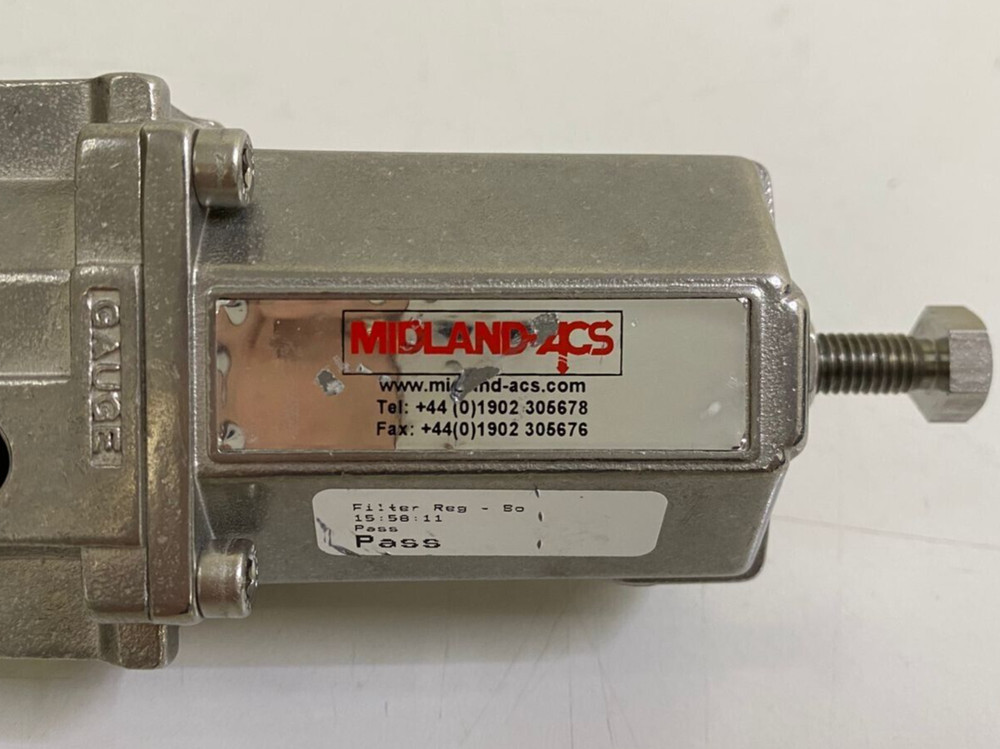 GAUGE
MIDLAND-ACS
www.midland-acs.com
Tel: +44 (0)1902 305678
Fax: +44(0)1902 305676
Filter Reg - So
15:58:11
Pass
Pass